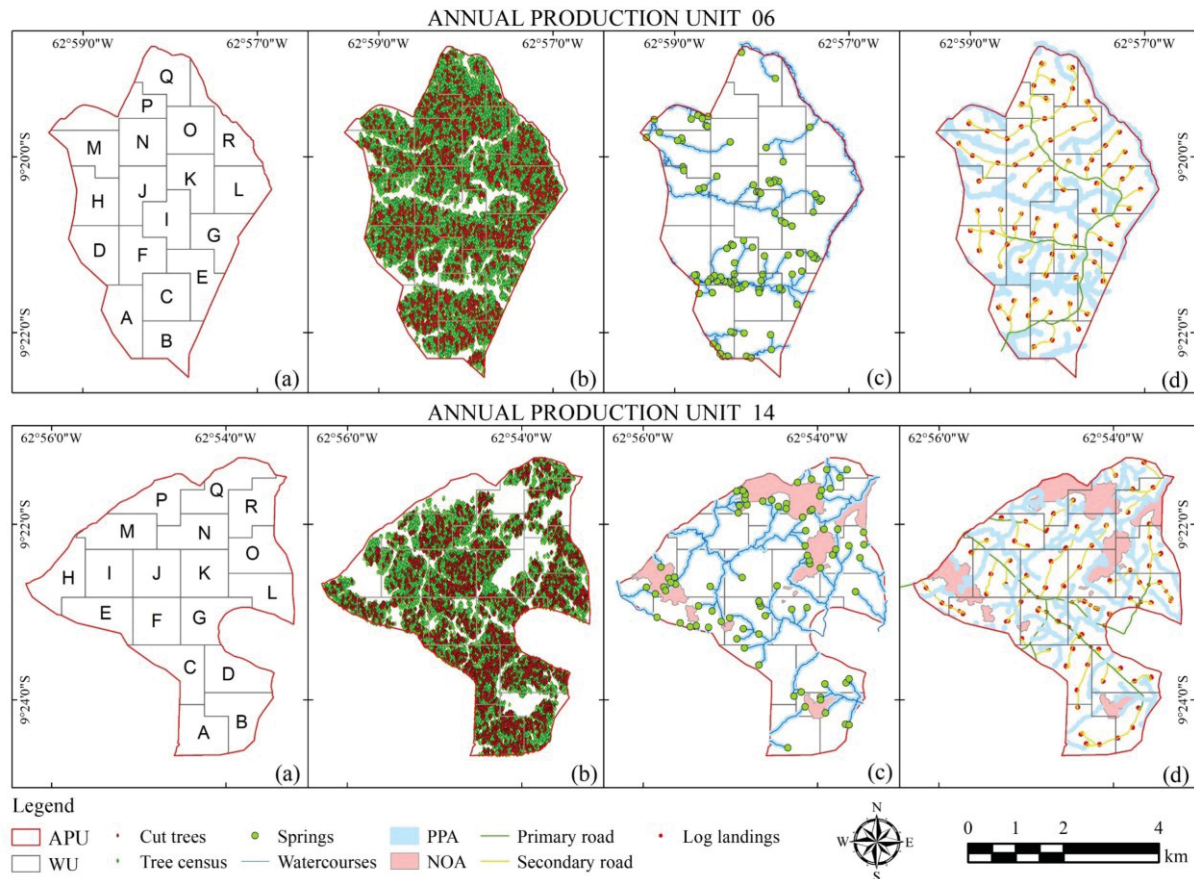 ANNUAL PRODUCTION UNIT 06
62°59'0"W 62°57'0"W 62°59'0"W 62°57'0"W 62°59'0"W 62°57'0"W 62°59'0"W 62°57'0"W
9°20'0"S 9°20'0"S
9°22'0"S 9°22'0"S
Q
P
O
N
R
M
K
J
L
H
I
G
F
D
E
C
A
B
(a) (b) (c) (d)
ANNUAL PRODUCTION UNIT 14
62°56'0"W 62°54'0"W 62°56'0"W 62°54'0"W 62°56'0"W 62°54'0"W 62°56'0"W 62°54'0"W
9°22'0"S 9°22'0"S
9°24'0"S 9°24'0"S
Q
P
R
M
N
O
H
I
J
K
L
E
F
G
C
D
B
A
(a) (b) (c) (d)
Legend
APU Cut trees Springs PPA Primary road Log landings
WU Tree census Watercourses NOA Secondary road
N
W E
S
0 1 2 4
km